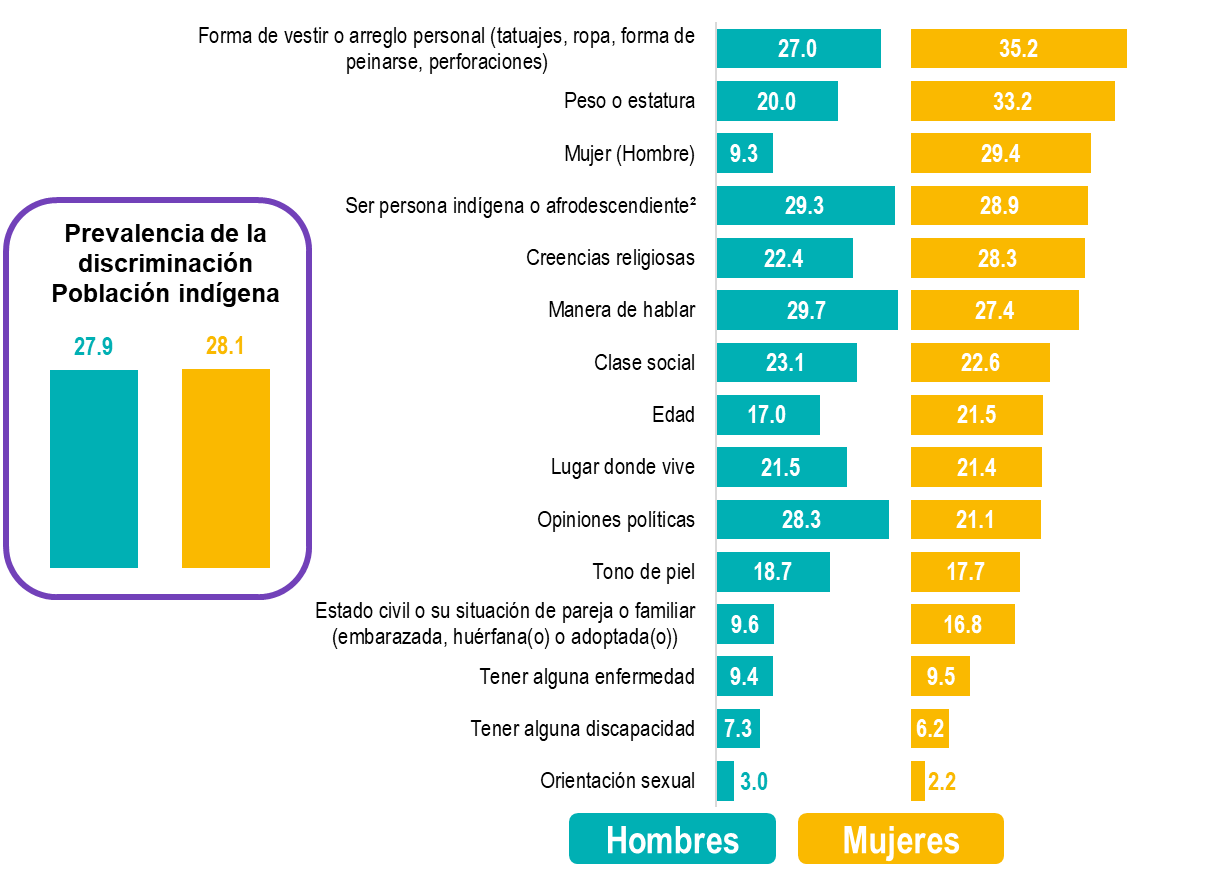 Prevalencia de la
discriminación
Población indígena
27.9
28.1
Forma de vestir o arreglo personal (tatuajes, ropa, forma de
peinarse, perforaciones)
27.0
35.2
Peso o estatura
20.0
33.2
Mujer (Hombre)
9.3
29.4
Ser persona indígena o afrodescendiente²
29.3
28.9
Creencias religiosas
22.4
28.3
Manera de hablar
29.7
27.4
Clase social
23.1
22.6
Edad
17.0
21.5
Lugar donde vive
21.5
21.4
Opiniones políticas
28.3
21.1
Tono de piel
18.7
17.7
Estado civil o su situación de pareja o familiar
(embarazada, huérfana(o) o adoptada(o))
9.6
16.8
Tener alguna enfermedad
9.4
9.5
Tener alguna discapacidad
7.3
6.2
Orientación sexual
3.0
2.2
Hombres
Mujeres